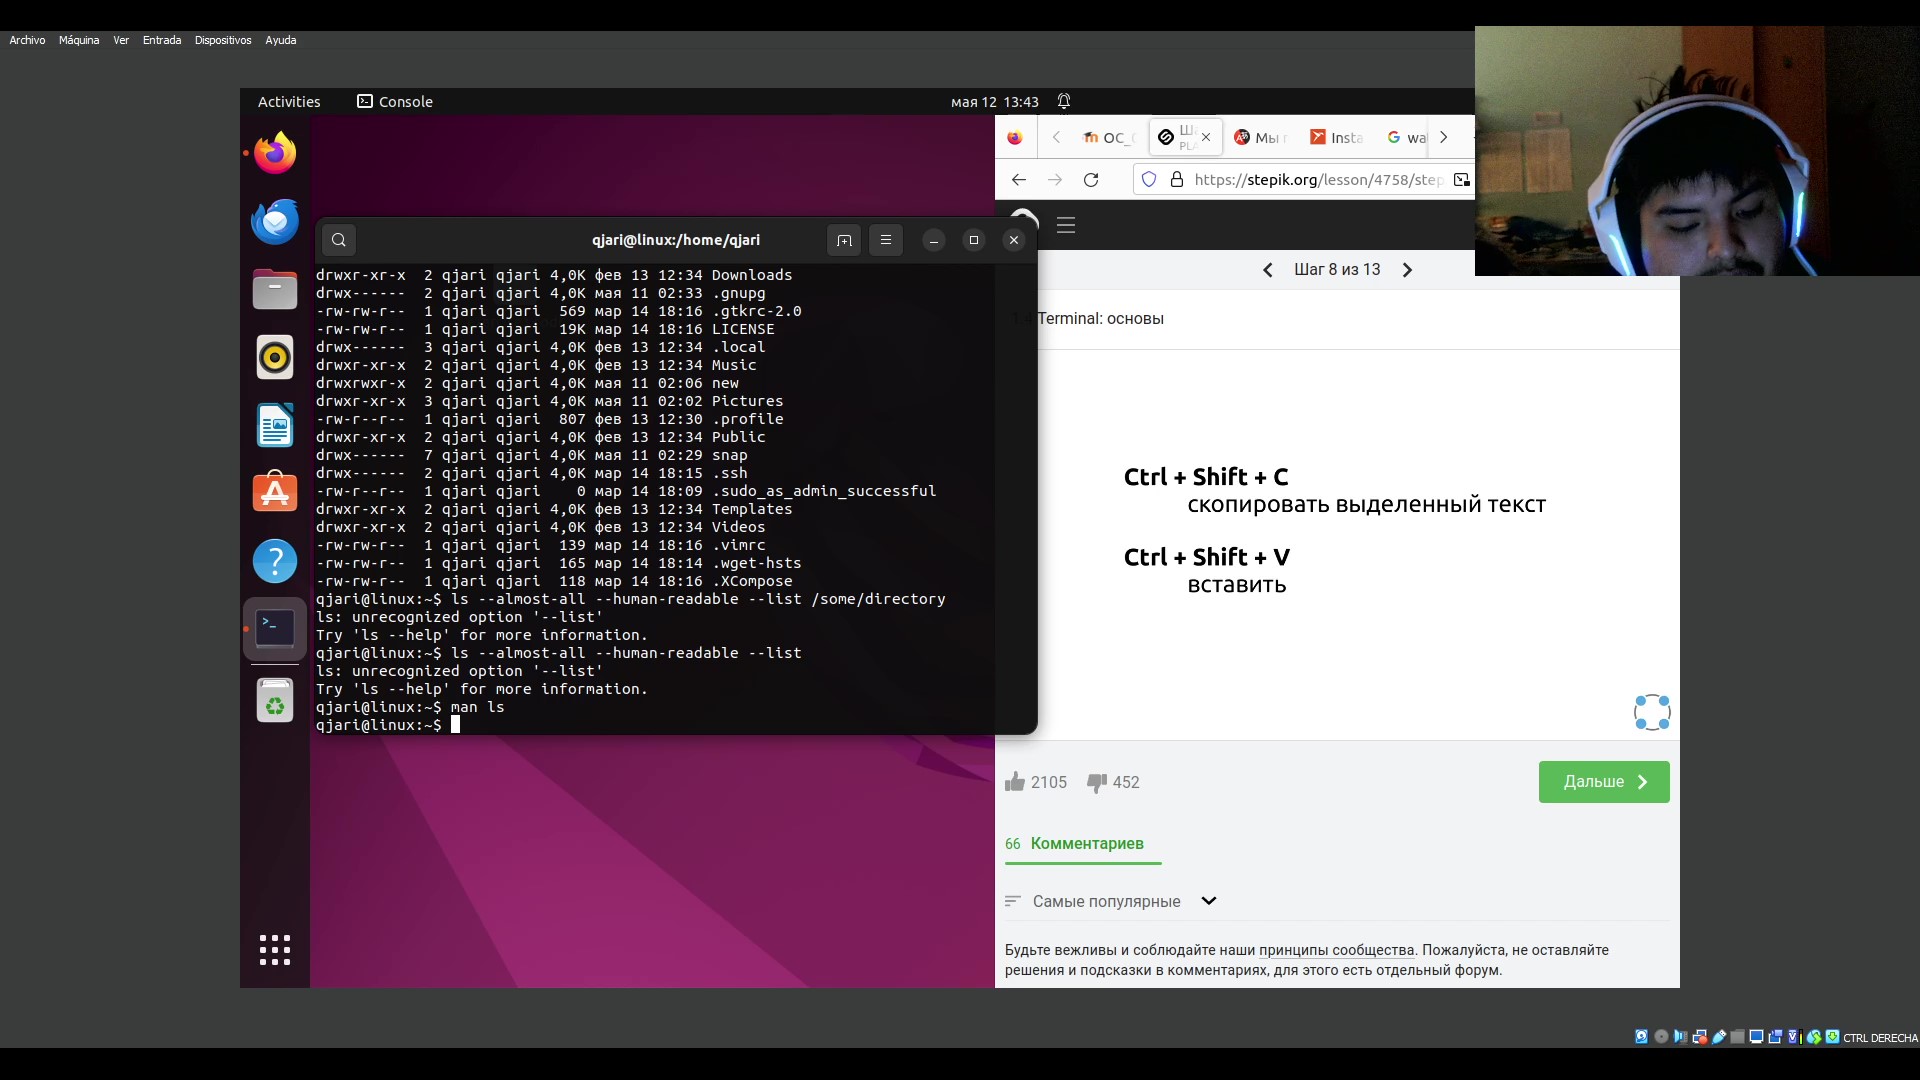 Archivo Máquina Ver Entrada Dispositivos Ayuda
Activities Console мая 12 13:43
qjari@linux:/home/qjari
drwxr-xr-x 2 qjari qjari 4,0K фев 13 12:34 Downloads
drwx------ 2 qjari qjari 4,0K мая 11 02:33 .gnupg
-rw-rw-r-- 1 qjari qjari 569 мар 14 18:16 .gtkrc-2.0
-rw-rw-r-- 1 qjari qjari 19K мар 14 18:16 LICENSE
drwx------ 3 qjari qjari 4,0K фев 13 12:34 .local
drwxr-xr-x 2 qjari qjari 4,0K фев 13 12:34 Music
drwxrwxr-x 2 qjari qjari 4,0K мая 11 02:06 new
drwxr-xr-x 3 qjari qjari 4,0K мая 11 02:02 Pictures
-rw-r--r-- 1 qjari qjari 807 фев 13 12:30 .profile
drwxr-xr-x 2 qjari qjari 4,0K фев 13 12:34 Public
drwx------ 7 qjari qjari 4,0K мая 11 02:29 snap
drwx------ 2 qjari qjari 4,0K мар 14 18:15 .ssh
-rw-r--r-- 1 qjari qjari 0 мар 14 18:09 .sudo_as_admin_successful
drwxr-xr-x 2 qjari qjari 4,0K фев 13 12:34 Templates
drwxr-xr-x 2 qjari qjari 4,0K фев 13 12:34 Videos
-rw-rw-r-- 1 qjari qjari 139 мар 14 18:16 .vimrc
-rw-rw-r-- 1 qjari qjari 165 мар 14 18:14 .wget-hsts
-rw-rw-r-- 1 qjari qjari 118 мар 14 18:16 .XCompose
qjari@linux:~$ ls --almost-all --human-readable --list /some/directory
ls: unrecognized option '--list'
Try 'ls --help' for more information.
qjari@linux:~$ ls --almost-all --human-readable --list
ls: unrecognized option '--list'
Try 'ls --help' for more information.
qjari@linux:~$ man ls
qjari@linux:~$
OC_ Мы Insta wa
https://stepik.org/lesson/4758/step
Шаг 8 из 13
Terminal: основы
Ctrl + Shift + C
скопировать выделенный текст
Ctrl + Shift + V
вставить
2105 452 Дальше
66 Комментариев
Самые популярные
Будьте вежливы и соблюдайте наши принципы сообщества. Пожалуйста, не оставляйте
решения и подсказки в комментариях, для этого есть отдельный форум.
CTRL DERECHA